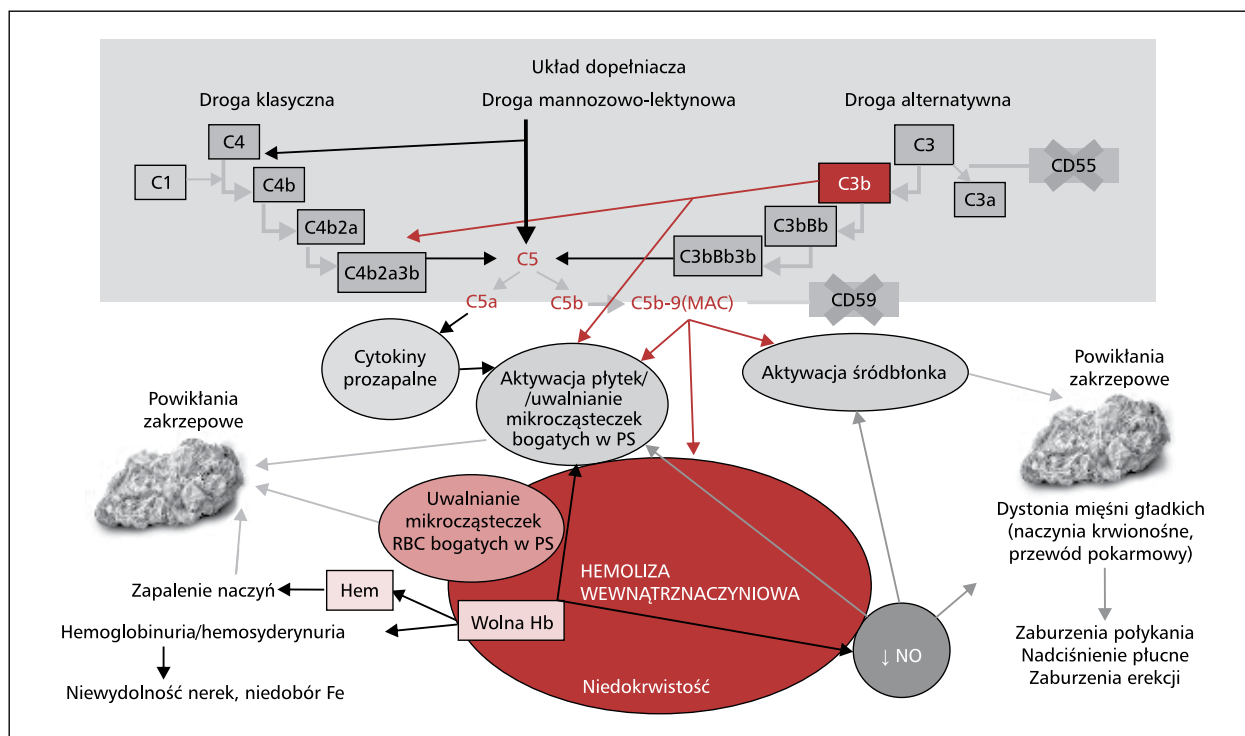 Układ dopełniacza
Droga klasyczna
Droga mannozowo-lektynowa
Droga alternatywna
C4
C3
C1
C4b
C3b
CD55
C3a
C4b2a
C3bBb
C4b2a3b
C5
C3bBb3b
C5a
C5b
C5b-9(MAC)
CD59
Cytokiny
prozapalne
Aktywacja płytek/
/uwalnianie
mikrocząsteczek
bogatych w PS
Aktywacja śródbłonka
Powikłania
zakrzepowe
Powikłania
zakrzepowe
Uwalnianie
mikrocząsteczek
RBC bogatych w PS
Dystonia mięśni gładkich
(naczynia krwionośne,
przewód pokarmowy)
HEMOLIZA
WEWNĄTRZNACZYNIOWA
Zapalenie naczyń
Hem
Wolna Hb
Hemoglobinuria/hemosyderynuria
↓ NO
Zaburzenia połykania
Nadciśnienie płucne
Zaburzenia erekcji
Niewydolność nerek, niedobór Fe
Niedokrwistość